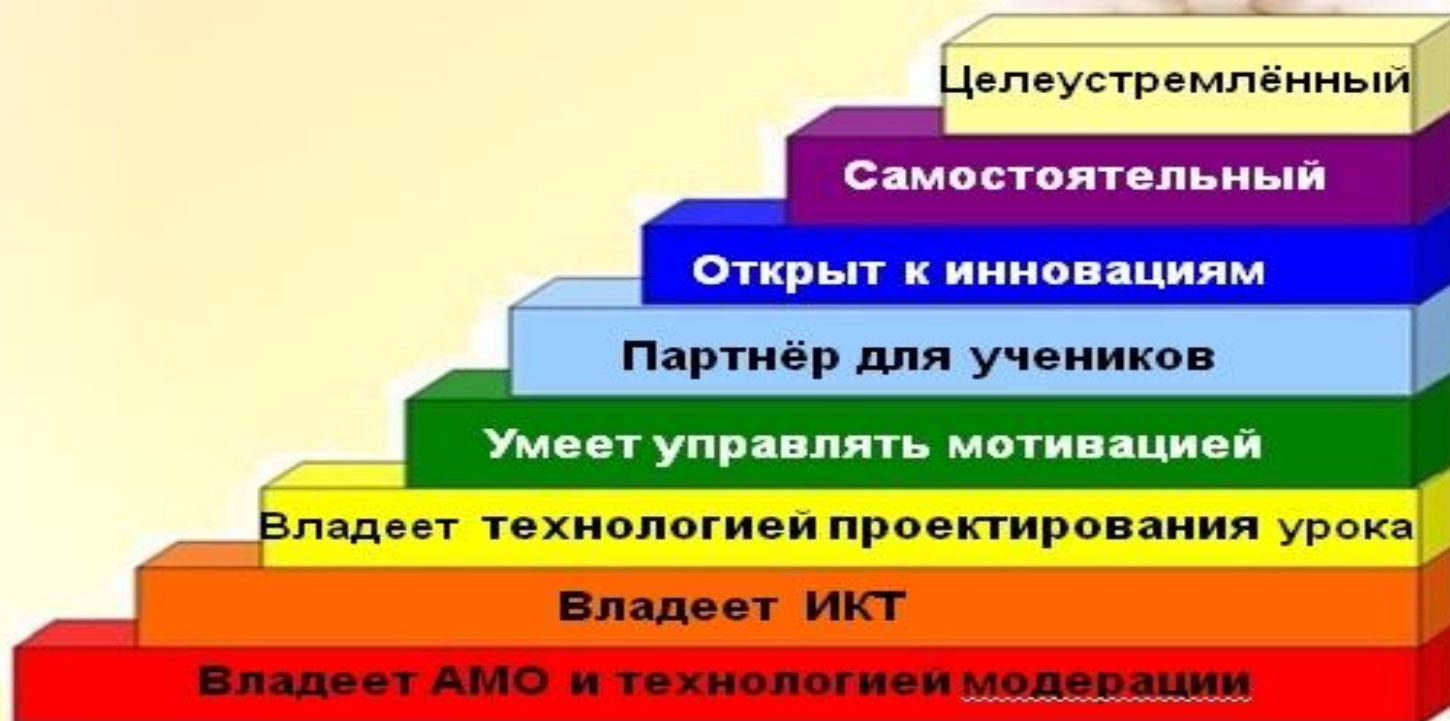 Целеустремлённый
Самостоятельный
Открыт к инновациям
Партнёр для учеников
Умеет управлять мотивацией
Владеет технологией проектирования урока
Владеет ИКТ
Владеет АМО и технологией модерации